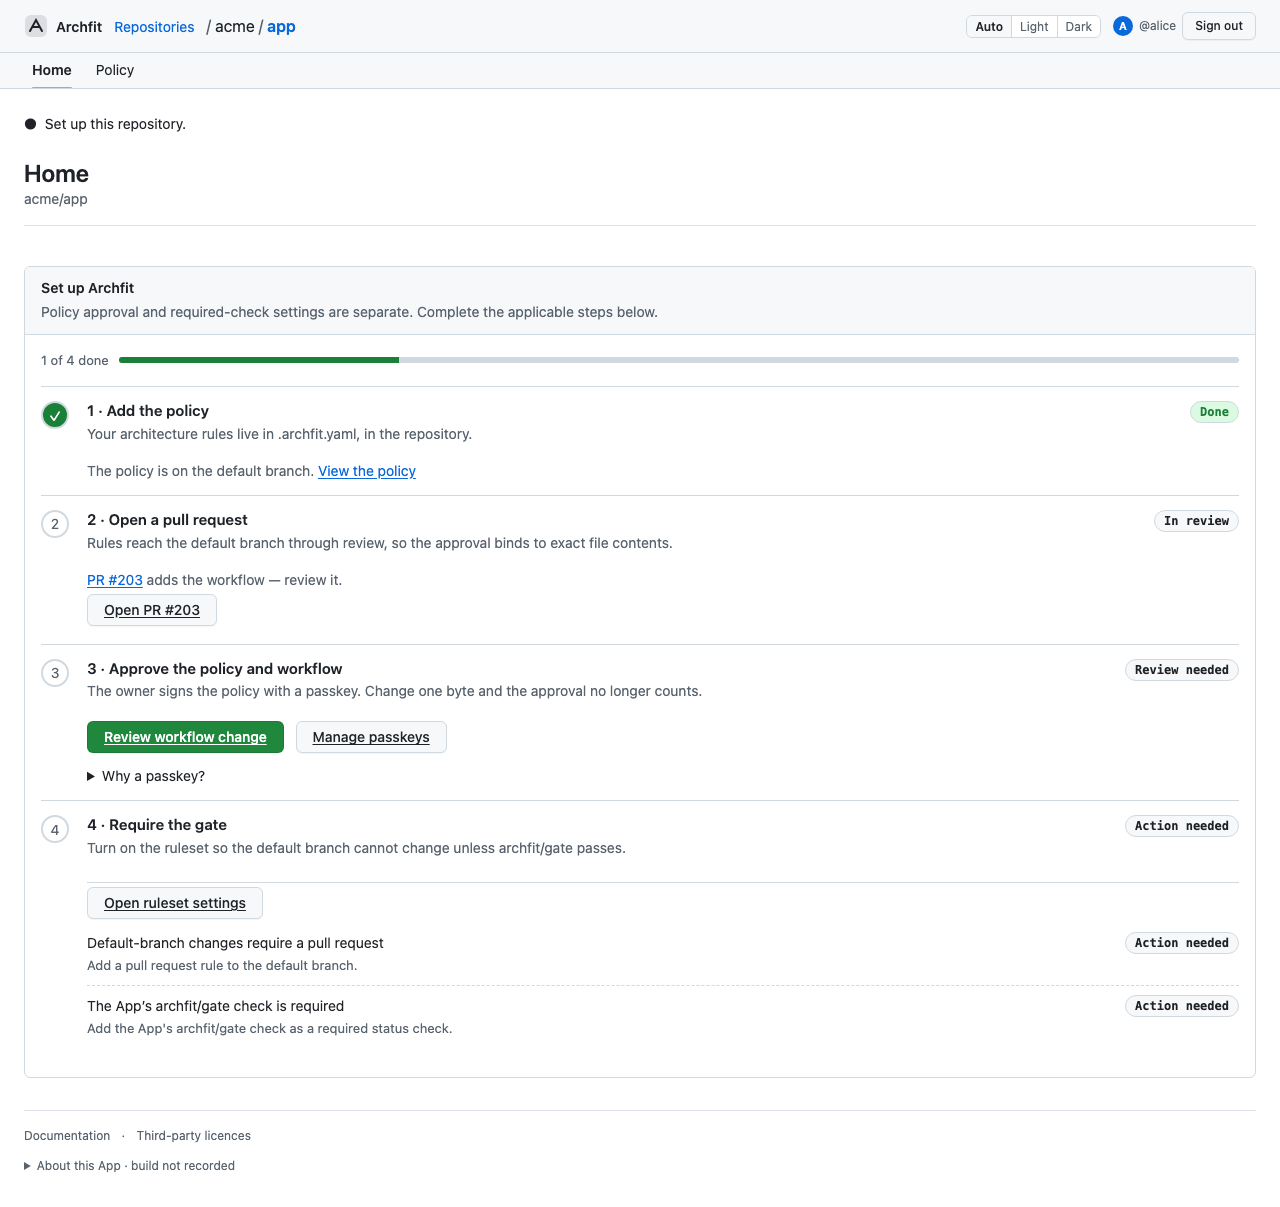 Archfit Repositories / acme / app
Auto Light Dark A @alice Sign out
Home Policy
Set up this repository.
Home
acme/app
Set up Archfit
Policy approval and required-check settings are separate. Complete the applicable steps below.
1 of 4 done
1 · Add the policy
Done
Your architecture rules live in .archfit.yaml, in the repository.
The policy is on the default branch. View the policy
2
2 · Open a pull request
In review
Rules reach the default branch through review, so the approval binds to exact file contents.
PR #203 adds the workflow — review it.
Open PR #203
3
3 · Approve the policy and workflow
Review needed
The owner signs the policy with a passkey. Change one byte and the approval no longer counts.
Review workflow change
Manage passkeys
Why a passkey?
4
4 · Require the gate
Action needed
Turn on the ruleset so the default branch cannot change unless archfit/gate passes.
Open ruleset settings
Default-branch changes require a pull request
Action needed
Add a pull request rule to the default branch.
The App’s archfit/gate check is required
Action needed
Add the App's archfit/gate check as a required status check.
Documentation · Third-party licences
About this App · build not recorded